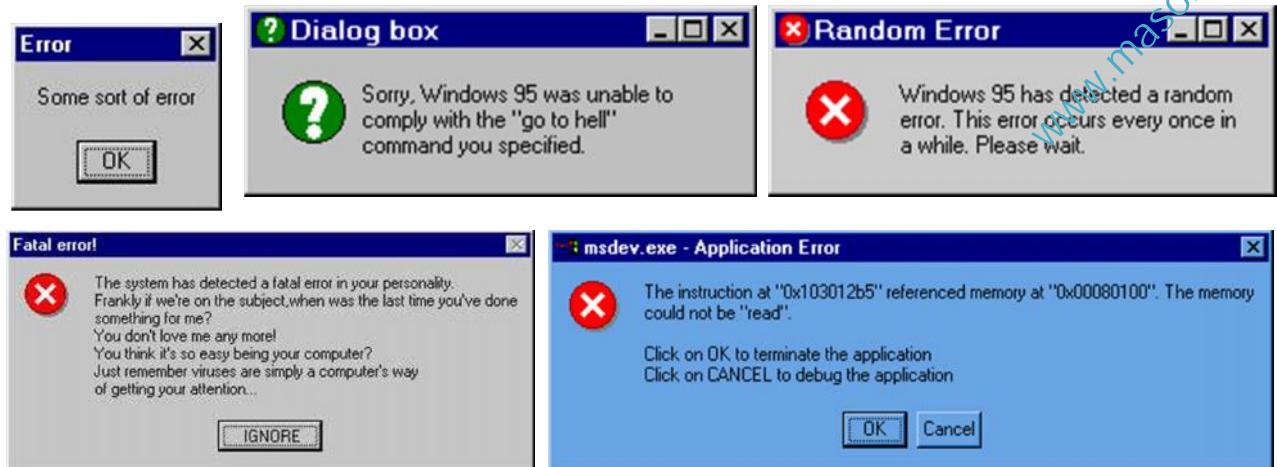 Error
Some sort of error
OK
Dialog box
Sorry, Windows 95 was unable to
comply with the "go to hell"
command you specified.
Random Error
Windows 95 has detected a random
error. This error occurs every once in
a while. Please wait.
Fatal error!
The system has detected a fatal error in your personality.
Frankly if we're on the subject,when was the last time you've done
something for me?
You don't love me any more!
You think it's so easy being your computer?
Just remember viruses are simply a computer's way
of getting your attention...
IGNORE
msdev.exe - Application Error
The instruction at "0x103012b5" referenced memory at "0x00080100". The memory
could not be "read".
Click on OK to terminate the application
Click on CANCEL to debug the application
OK
Cancel